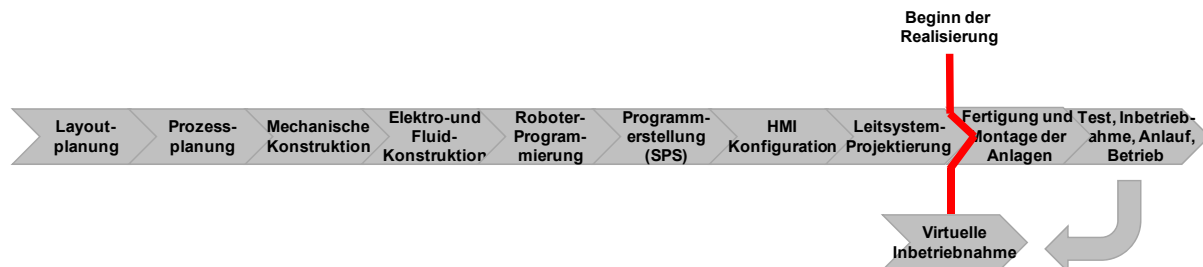 Beginn der
Realisierung
Layout-
planung
Prozess-
planung
Mechanische
Konstruktion
Elektro-und
Fluid-
Konstruktion
Roboter-
Program-
mierung
Programm-
erstellung
(SPS)
HMI
Konfiguration
Leitsystem-
Projektierung
Fertigung und
Montage der
Anlagen
Test, Inbetrieb-
ahme, Anlauf,
Betrieb
Virtuelle
Inbetriebnahme